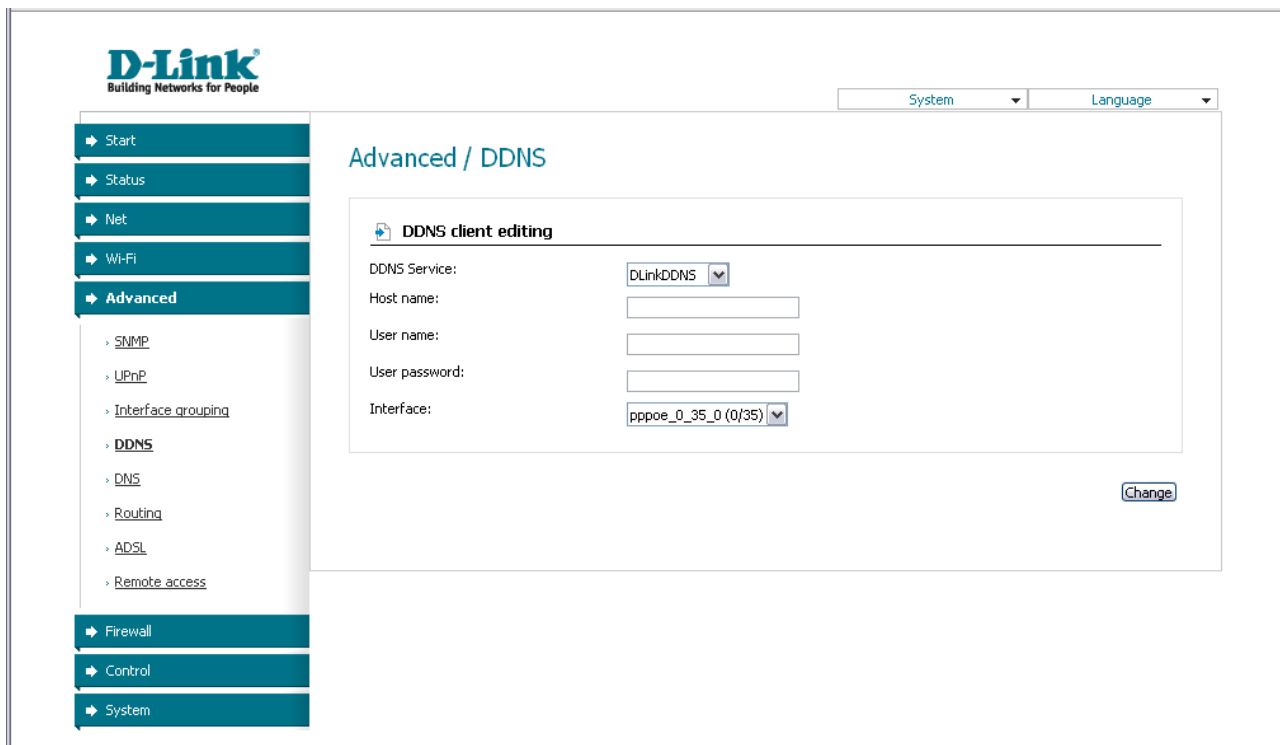 D-Link
Building Networks for People
System
Language
Start
Status
Net
Wi-Fi
Advanced
SNMP
UPnP
Interface grouping
DDNS
DNS
Routing
ADSL
Remote access
Firewall
Control
System
Advanced / DDNS
DDNS client editing
DDNS Service: DLinkDDNS
Host name:
User name:
User password:
Interface: pppoe_0_35_0 (0/35)
Change